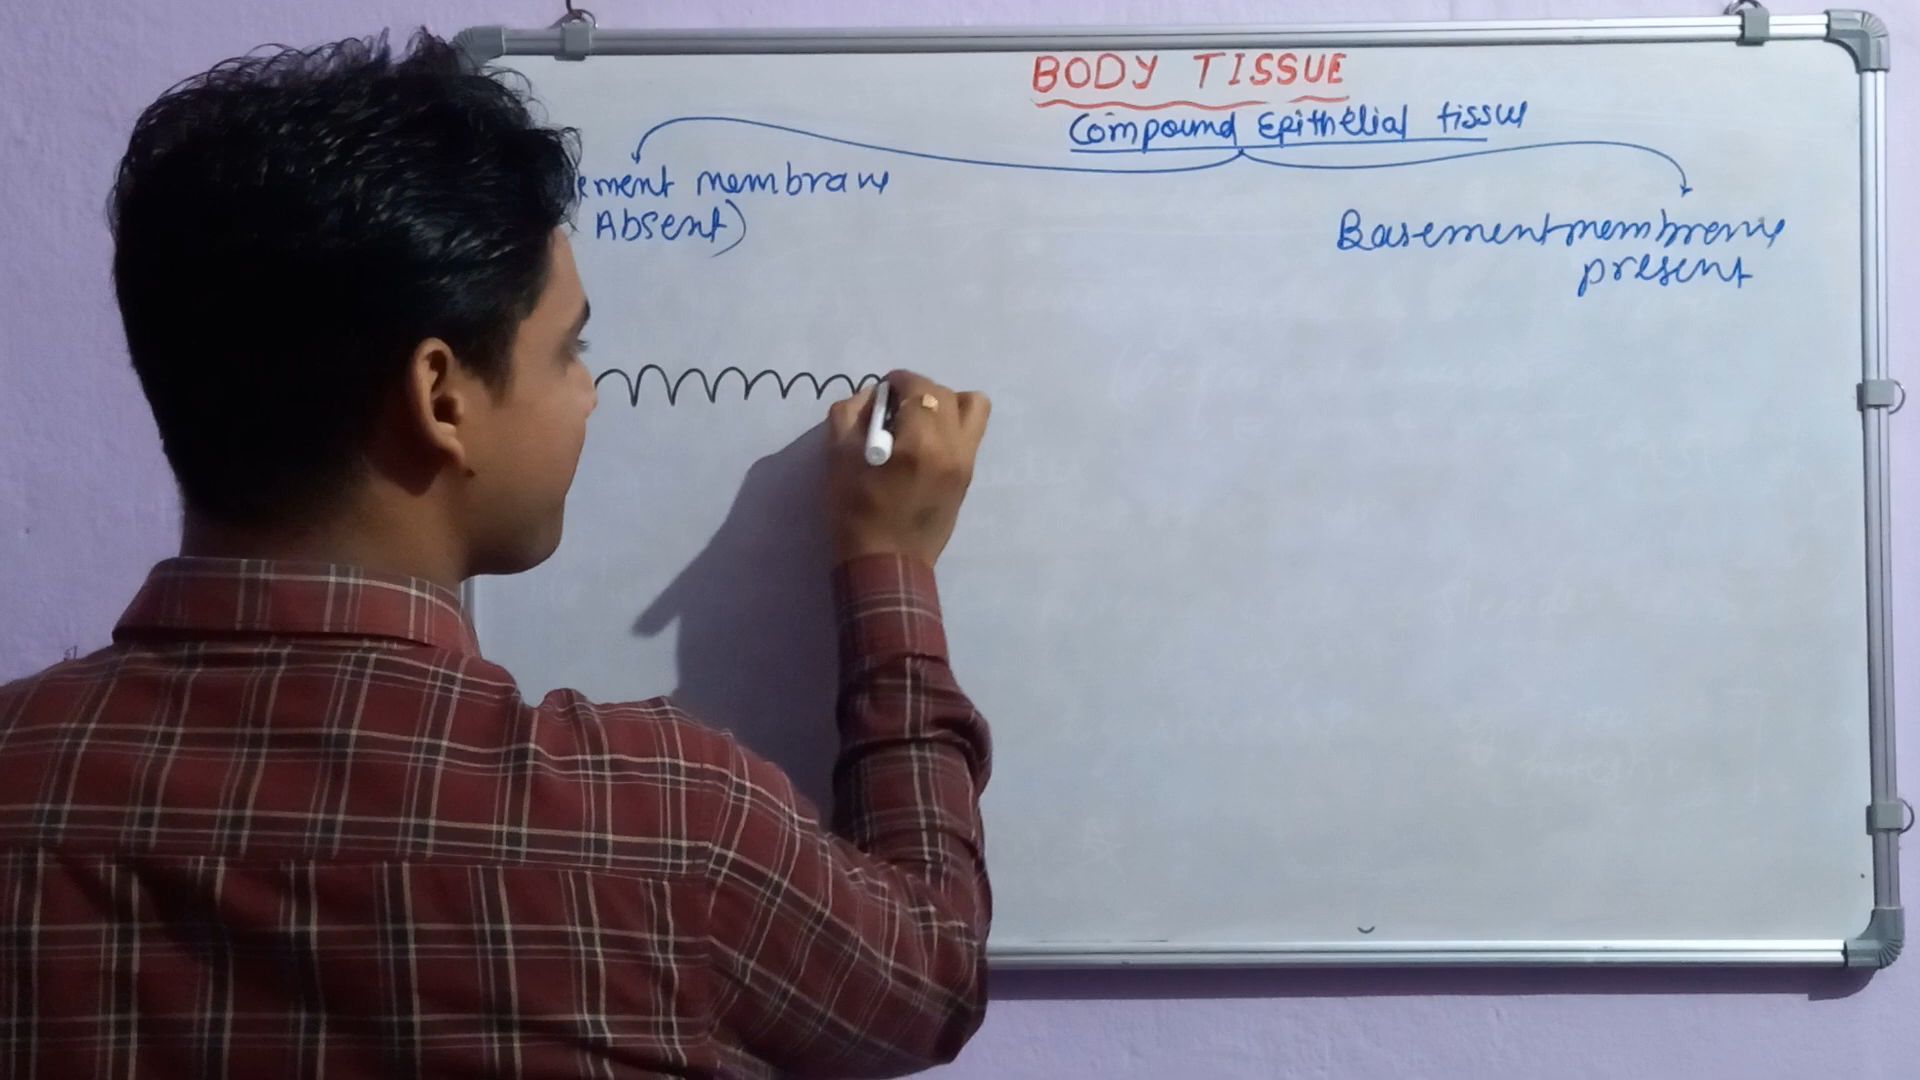 BODY TISSUE
Compound Epithelial tissue
ement membrane
Absent)
Basement membrane
present